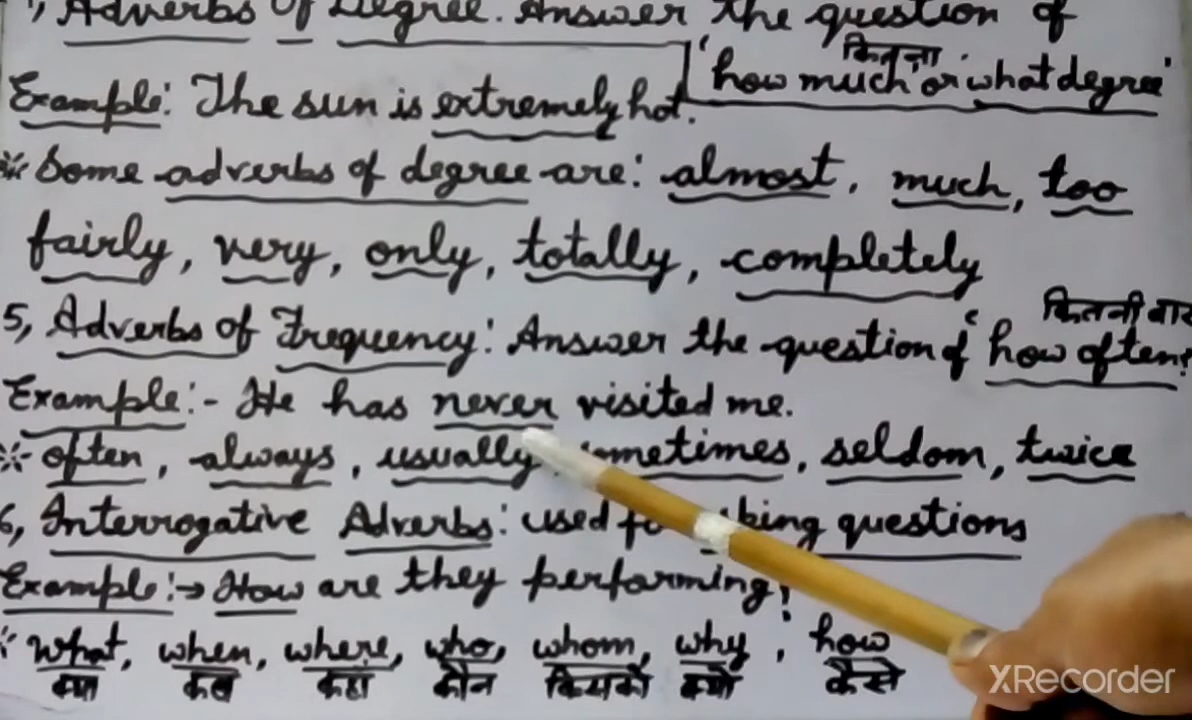 , Adverbs Of Degree. Answer the question of
कितना
'how much' or 'what degree'
Example: The sun is extremely hot.
* Some adverbs of degree are: almost, much, too
fairly, very, only, totally, completely
कितनी बार
5, Adverbs of Frequency: Answer the question of 'how often?
Example:- He has never visited me.
* often, always, usually, sometimes, seldom, twice
6, Interrogative Adverbs: used for asking questions
Example:→ How are they performing?
* What, when, where, who, whom, why, how
क्या कब कहाँ कौन किसको क्यों कैसे
XRecorder